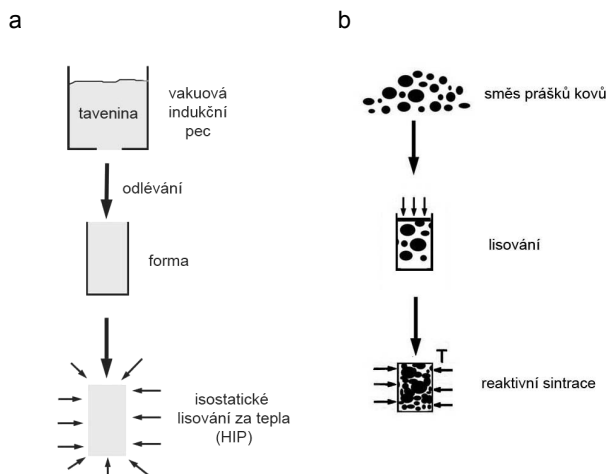 a
tavenina
vakuová
indukční
pec
odlévání
forma
isostatické
lisování za tepla
(HIP)
b
směs prášků kovů
lisování
T
reaktivní sintrace